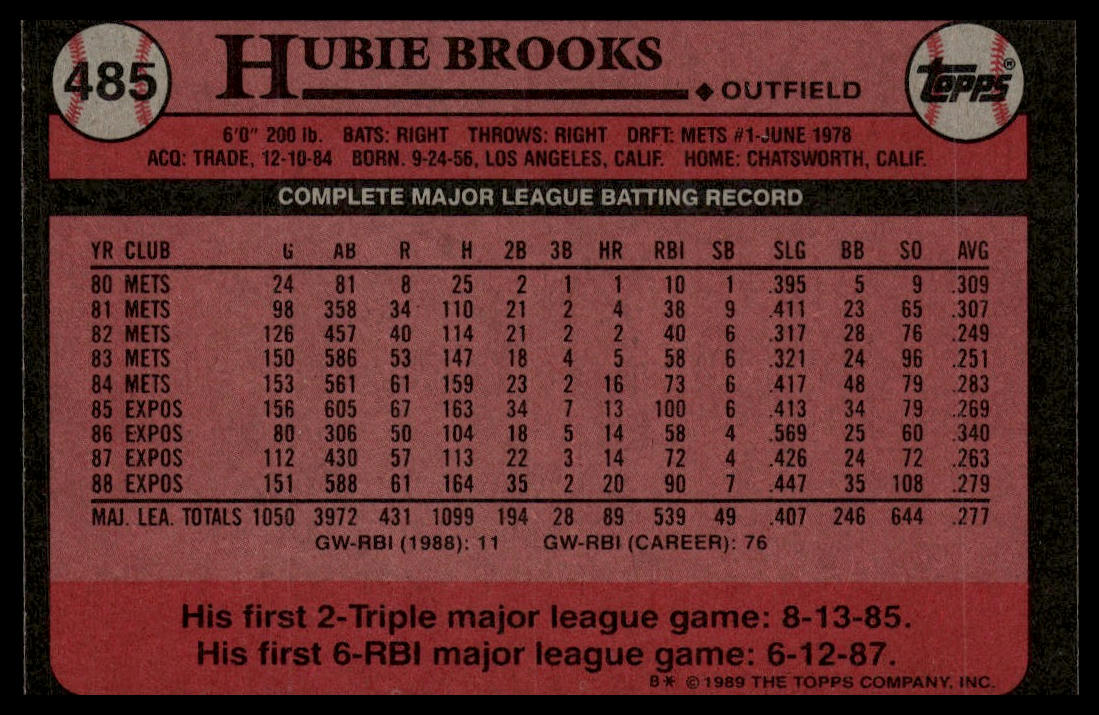 485 HUBIE BROOKS ◆ OUTFIELD TOPPS®
6'0" 200 lb. BATS: RIGHT THROWS: RIGHT DRFT: METS #1-JUNE 1978
ACQ: TRADE, 12-10-84 BORN. 9-24-56, LOS ANGELES, CALIF. HOME: CHATSWORTH, CALIF.
COMPLETE MAJOR LEAGUE BATTING RECORD
YR CLUB G AB R H 2B 3B HR RBI SB SLG BB SO AVG
80 METS 24 81 8 25 2 1 1 10 1 .395 5 9 .309
81 METS 98 358 34 110 21 2 4 38 9 .411 23 65 .307
82 METS 126 457 40 114 21 2 2 40 6 .317 28 76 .249
83 METS 150 586 53 147 18 4 5 58 6 .321 24 96 .251
84 METS 153 561 61 159 23 2 16 73 6 .417 48 79 .283
85 EXPOS 156 605 67 163 34 7 13 100 6 .413 34 79 .269
86 EXPOS 80 306 50 104 18 5 14 58 4 .569 25 60 .340
87 EXPOS 112 430 57 113 22 3 14 72 4 .426 24 72 .263
88 EXPOS 151 588 61 164 35 2 20 90 7 .447 35 108 .279
MAJ. LEA. TOTALS 1050 3972 431 1099 194 28 89 539 49 .407 246 644 .277
GW-RBI (1988): 11 GW-RBI (CAREER): 76
His first 2-Triple major league game: 8-13-85.
His first 6-RBI major league game: 6-12-87.
B* ©1989 THE TOPPS COMPANY, INC.